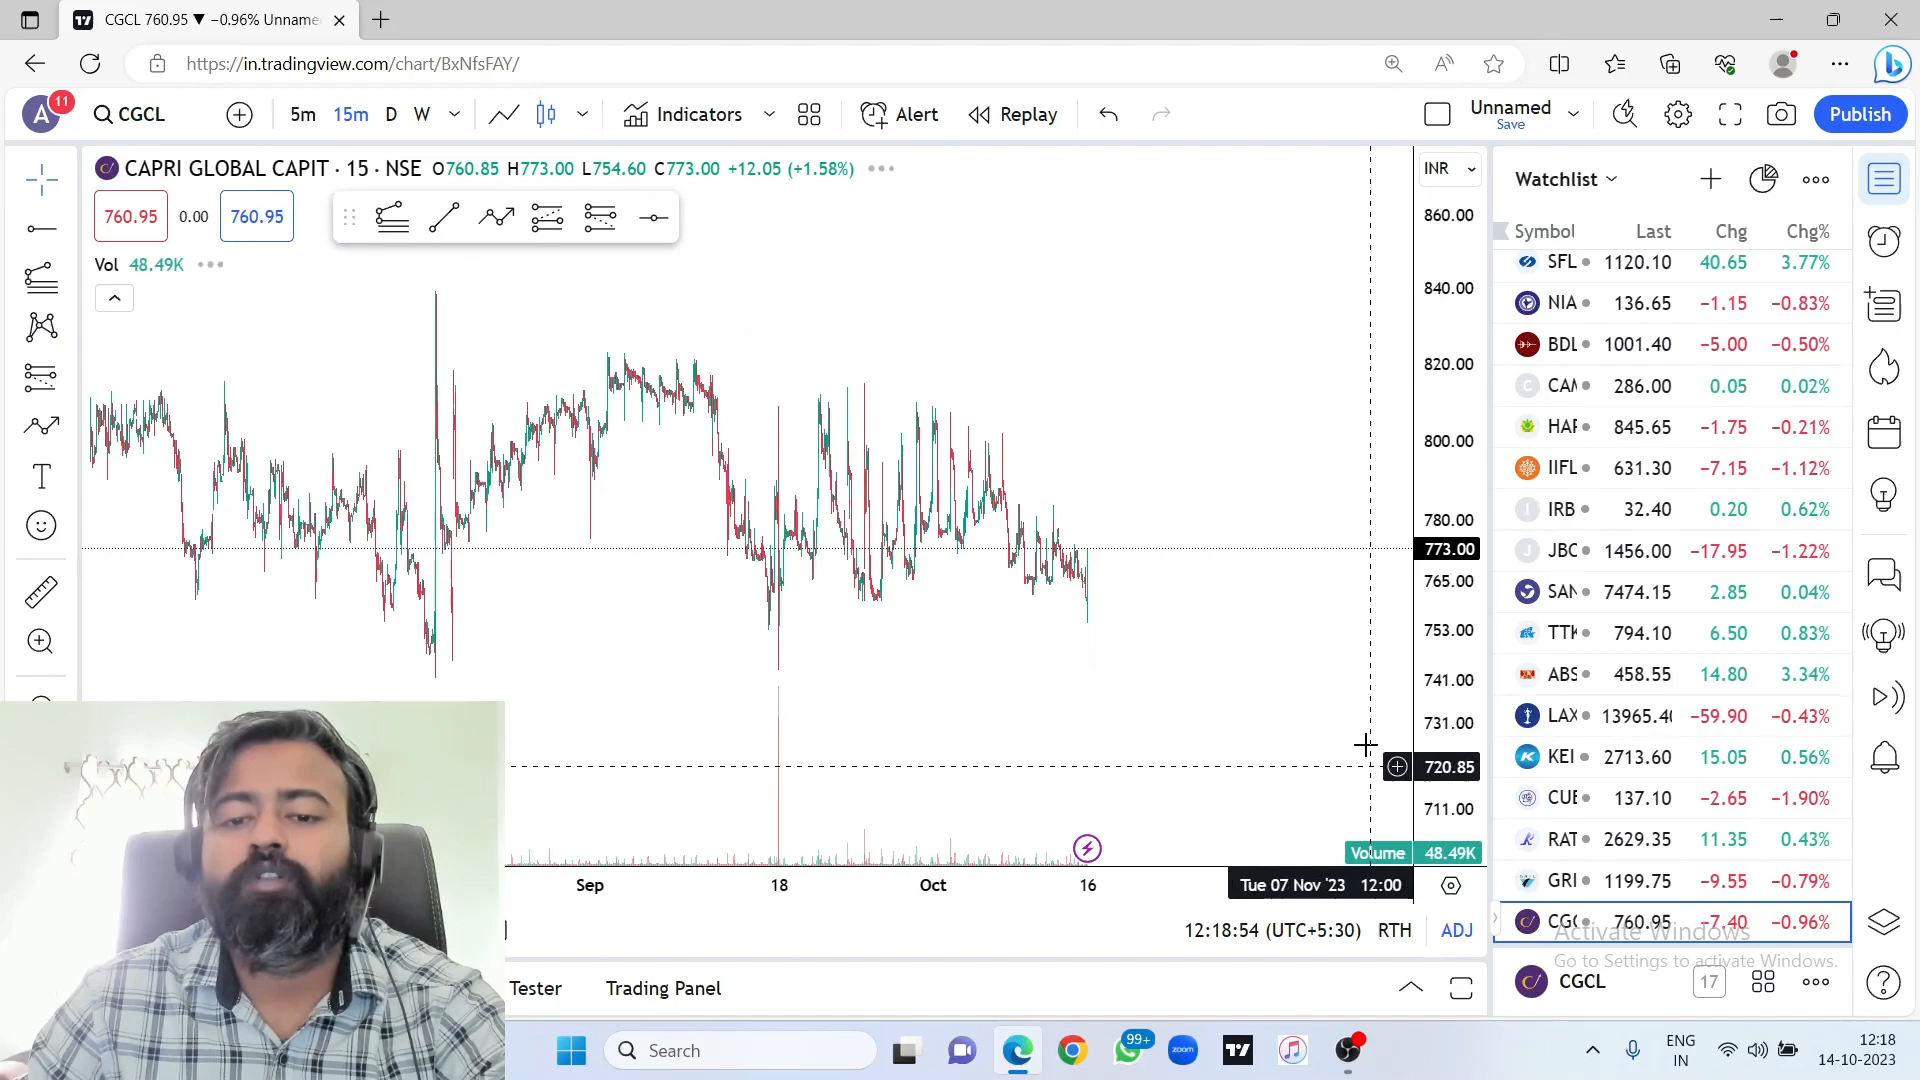 CGCL 760.95 ▼ −0.96% Unname
https://in.tradingview.com/chart/BxNfsFAY/
A 11 CGCL 5m 15m D W Indicators Alert Replay Unnamed Save Publish
CAPRI GLOBAL CAPIT · 15 · NSE O760.85 H773.00 L754.60 C773.00 +12.05 (+1.58%)
INR
760.95 0.00 760.95
Vol 48.49K
860.00
840.00
820.00
800.00
780.00
773.00
765.00
753.00
741.00
731.00
720.85
711.00
Volume 48.49K
Sep 18 Oct 16 Tue 07 Nov '23 12:00
12:18:54 (UTC+5:30) RTH ADJ
Tester Trading Panel
Watchlist
Symbol Last Chg Chg%
SFL 1120.10 40.65 3.77%
NIA 136.65 −1.15 −0.83%
BDL 1001.40 −5.00 −0.50%
C CAM 286.00 0.05 0.02%
HAP 845.65 −1.75 −0.21%
IIFL 631.30 −7.15 −1.12%
I IRB 32.40 0.20 0.62%
J JBC 1456.00 −17.95 −1.22%
SAN 7474.15 2.85 0.04%
TTK 794.10 6.50 0.83%
ABS 458.55 14.80 3.34%
LAX 13965.40 −59.90 −0.43%
KEI 2713.60 15.05 0.56%
CUB 137.10 −2.65 −1.90%
RAT 2629.35 11.35 0.43%
GRI 1199.75 −9.55 −0.79%
CGC 760.95 −7.40 −0.96%
Activate Windows
Go to Settings to activate Windows.
CGCL 17
Search
99+
zoom
ENG
IN
12:18
14-10-2023